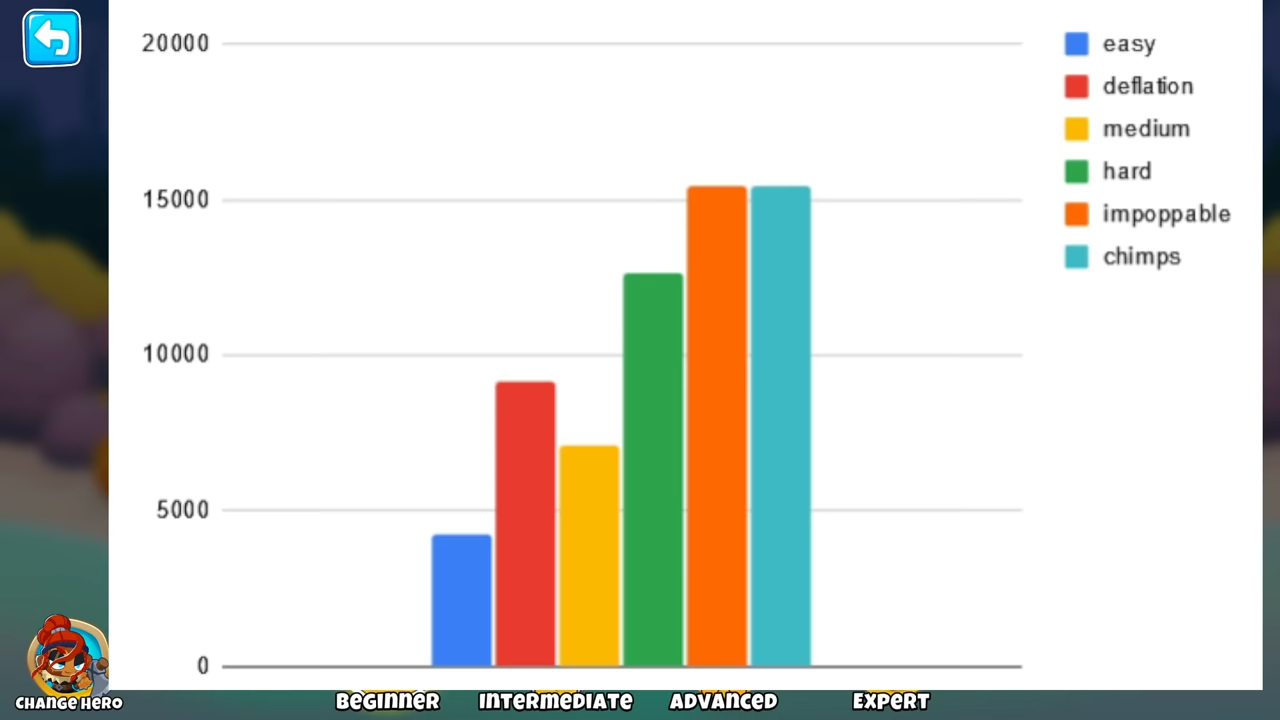 20000
15000
10000
5000
0
easy
deflation
medium
hard
impoppable
chimps
CHANGE HERO
BEGINNER
INTERMEDIATE
ADVANCED
EXPERT